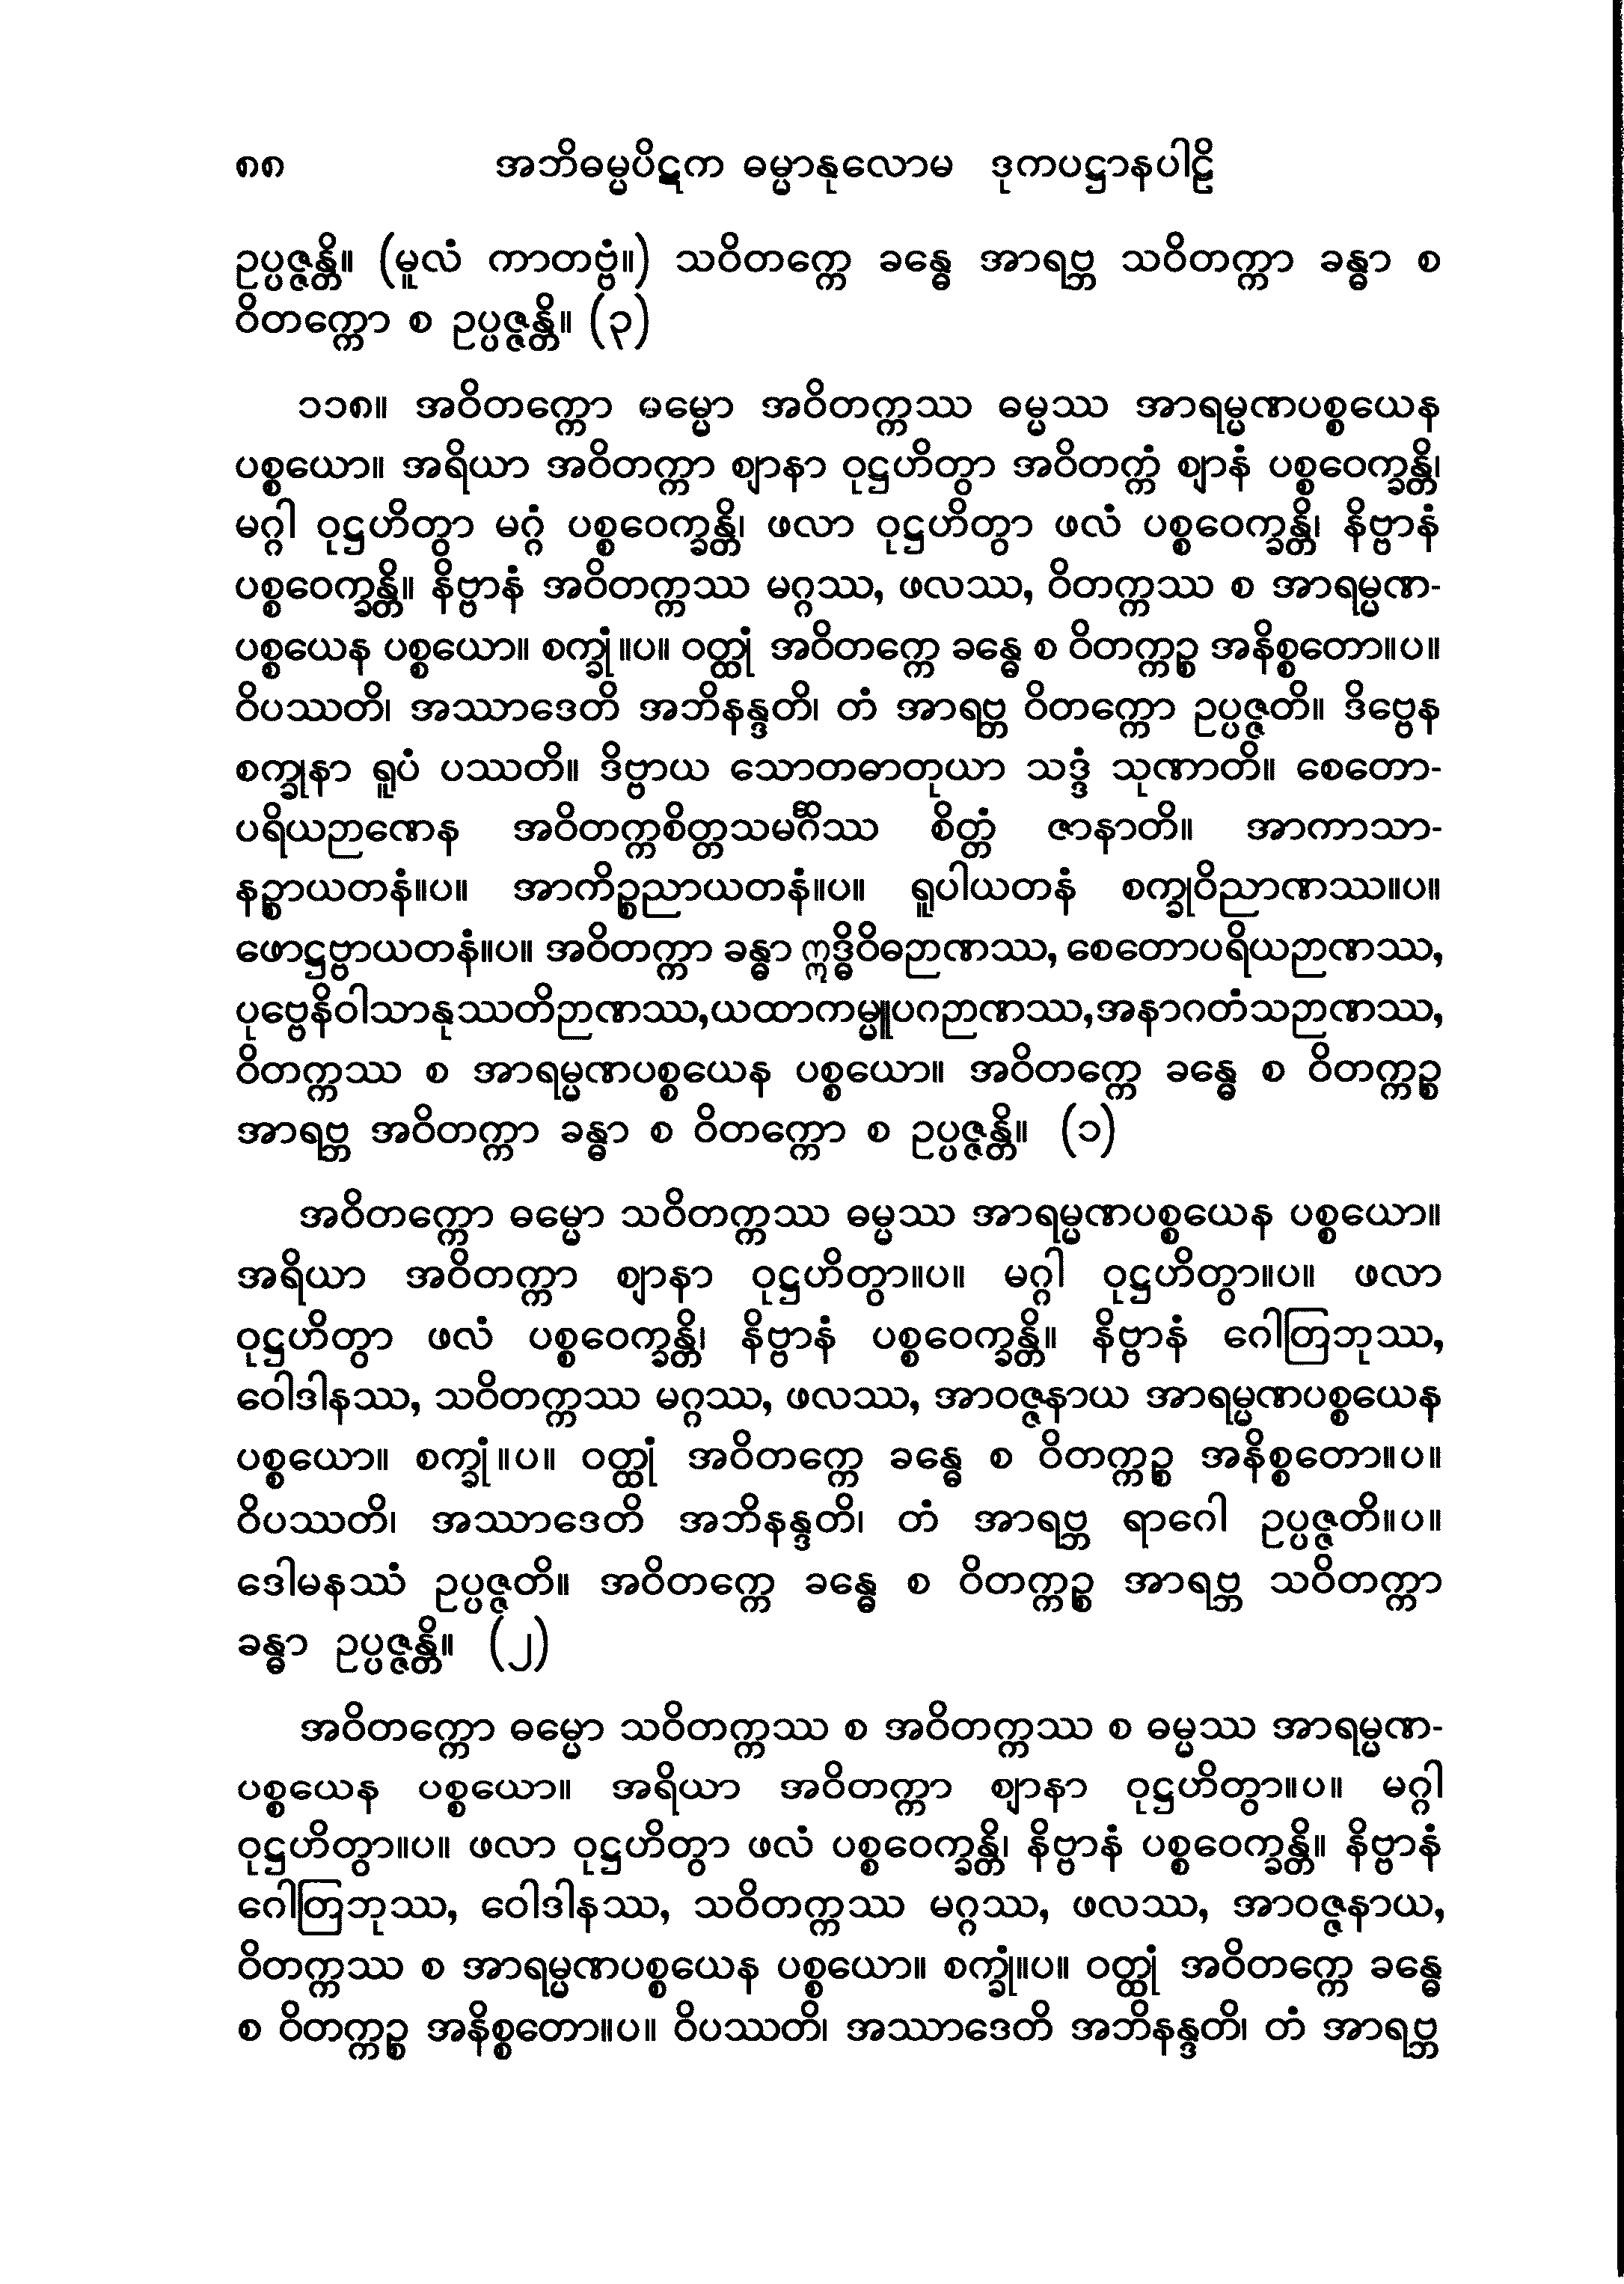 ၈၈ အဘိဓမ္မပိဋက ဓမ္မာနုလောမ ဒုကပဋ္ဌာနပါဠိ
ဥပ္ပဇ္ဇန္တိ။ (မူလံ ကာတဗ္ဗံ။) သဝိတက္ကေ ခန္ဓေ အာရဗ္ဘ သဝိတက္ကာ ခန္ဓာ စ
ဝိတက္ကော စ ဥပ္ပဇ္ဇန္တိ။ (၃)
၁၁၈။ အဝိတက္ကော ဓမ္မော အဝိတက္ကဿ ဓမ္မဿ အာရမ္မဏပစ္စယေန
ပစ္စယော။ အရိယာ အဝိတက္ကာ ဈာနာ ဝုဋ္ဌဟိတွာ အဝိတက္ကံ ဈာနံ ပစ္စဝေက္ခန္တိ၊
မဂ္ဂါ ဝုဋ္ဌဟိတွာ မဂ္ဂံ ပစ္စဝေက္ခန္တိ၊ ဖလာ ဝုဋ္ဌဟိတွာ ဖလံ ပစ္စဝေက္ခန္တိ၊ နိဗ္ဗာနံ
ပစ္စဝေက္ခန္တိ။ နိဗ္ဗာနံ အဝိတက္ကဿ မဂ္ဂဿ, ဖလဿ, ဝိတက္ကဿ စ အာရမ္မဏ-
ပစ္စယေန ပစ္စယော။ စက္ခုံ။ပ။ ဝတ္ထုံ အဝိတက္ကေ ခန္ဓေ စ ဝိတက္ကဉ္စ အနိစ္စတော။ပ။
ဝိပဿတိ၊ အဿာဒေတိ အဘိနန္ဒတိ၊ တံ အာရဗ္ဘ ဝိတက္ကော ဥပ္ပဇ္ဇတိ။ ဒိဗ္ဗေန
စက္ခုနာ ရူပံ ပဿတိ။ ဒိဗ္ဗာယ သောတဓာတုယာ သဒ္ဒံ သုဏာတိ။ စေတော-
ပရိယဉာဏေန အဝိတက္ကစိတ္တသမင်္ဂိဿ စိတ္တံ ဇာနာတိ။ အာကာသာ-
နဉ္စာယတနံ။ပ။ အာကိဉ္စညာယတနံ။ပ။ ရူပါယတနံ စက္ခုဝိညာဏဿ။ပ။
ဖောဋ္ဌဗ္ဗာယတနံ။ပ။ အဝိတက္ကာ ခန္ဓာ ဣဒ္ဓိဝိဓဉာဏဿ, စေတောပရိယဉာဏဿ,
ပုဗ္ဗေနိဝါသာနုဿတိဉာဏဿ,ယထာကမ္မူပဂဉာဏဿ,အနာဂတံသဉာဏဿ,
ဝိတက္ကဿ စ အာရမ္မဏပစ္စယေန ပစ္စယော။ အဝိတက္ကေ ခန္ဓေ စ ဝိတက္ကဉ္စ
အာရဗ္ဘ အဝိတက္ကာ ခန္ဓာ စ ဝိတက္ကော စ ဥပ္ပဇ္ဇန္တိ။ (၁)
အဝိတက္ကော ဓမ္မော သဝိတက္ကဿ ဓမ္မဿ အာရမ္မဏပစ္စယေန ပစ္စယော။
အရိယာ အဝိတက္ကာ ဈာနာ ဝုဋ္ဌဟိတွာ။ပ။ မဂ္ဂါ ဝုဋ္ဌဟိတွာ။ပ။ ဖလာ
ဝုဋ္ဌဟိတွာ ဖလံ ပစ္စဝေက္ခန္တိ၊ နိဗ္ဗာနံ ပစ္စဝေက္ခန္တိ။ နိဗ္ဗာနံ ဂေါတြဘုဿ,
ဝေါဒါနဿ, သဝိတက္ကဿ မဂ္ဂဿ, ဖလဿ, အာဝဇ္ဇနာယ အာရမ္မဏပစ္စယေန
ပစ္စယော။ စက္ခုံ။ပ။ ဝတ္ထုံ အဝိတက္ကေ ခန္ဓေ စ ဝိတက္ကဉ္စ အနိစ္စတော။ပ။
ဝိပဿတိ၊ အဿာဒေတိ အဘိနန္ဒတိ၊ တံ အာရဗ္ဘ ရာဂေါ ဥပ္ပဇ္ဇတိ။ပ။
ဒေါမနဿံ ဥပ္ပဇ္ဇတိ။ အဝိတက္ကေ ခန္ဓေ စ ဝိတက္ကဉ္စ အာရဗ္ဘ သဝိတက္ကာ
ခန္ဓာ ဥပ္ပဇ္ဇန္တိ။ (၂)
အဝိတက္ကော ဓမ္မော သဝိတက္ကဿ စ အဝိတက္ကဿ စ ဓမ္မဿ အာရမ္မဏ-
ပစ္စယေန ပစ္စယော။ အရိယာ အဝိတက္ကာ ဈာနာ ဝုဋ္ဌဟိတွာ။ပ။ မဂ္ဂါ
ဝုဋ္ဌဟိတွာ။ပ။ ဖလာ ဝုဋ္ဌဟိတွာ ဖလံ ပစ္စဝေက္ခန္တိ၊ နိဗ္ဗာနံ ပစ္စဝေက္ခန္တိ။ နိဗ္ဗာနံ
ဂေါတြဘုဿ, ဝေါဒါနဿ, သဝိတက္ကဿ မဂ္ဂဿ, ဖလဿ, အာဝဇ္ဇနာယ,
ဝိတက္ကဿ စ အာရမ္မဏပစ္စယေန ပစ္စယော။ စက္ခုံ။ပ။ ဝတ္ထုံ အဝိတက္ကေ ခန္ဓေ
စ ဝိတက္ကဉ္စ အနိစ္စတော။ပ။ ဝိပဿတိ၊ အဿာဒေတိ အဘိနန္ဒတိ၊ တံ အာရဗ္ဘ